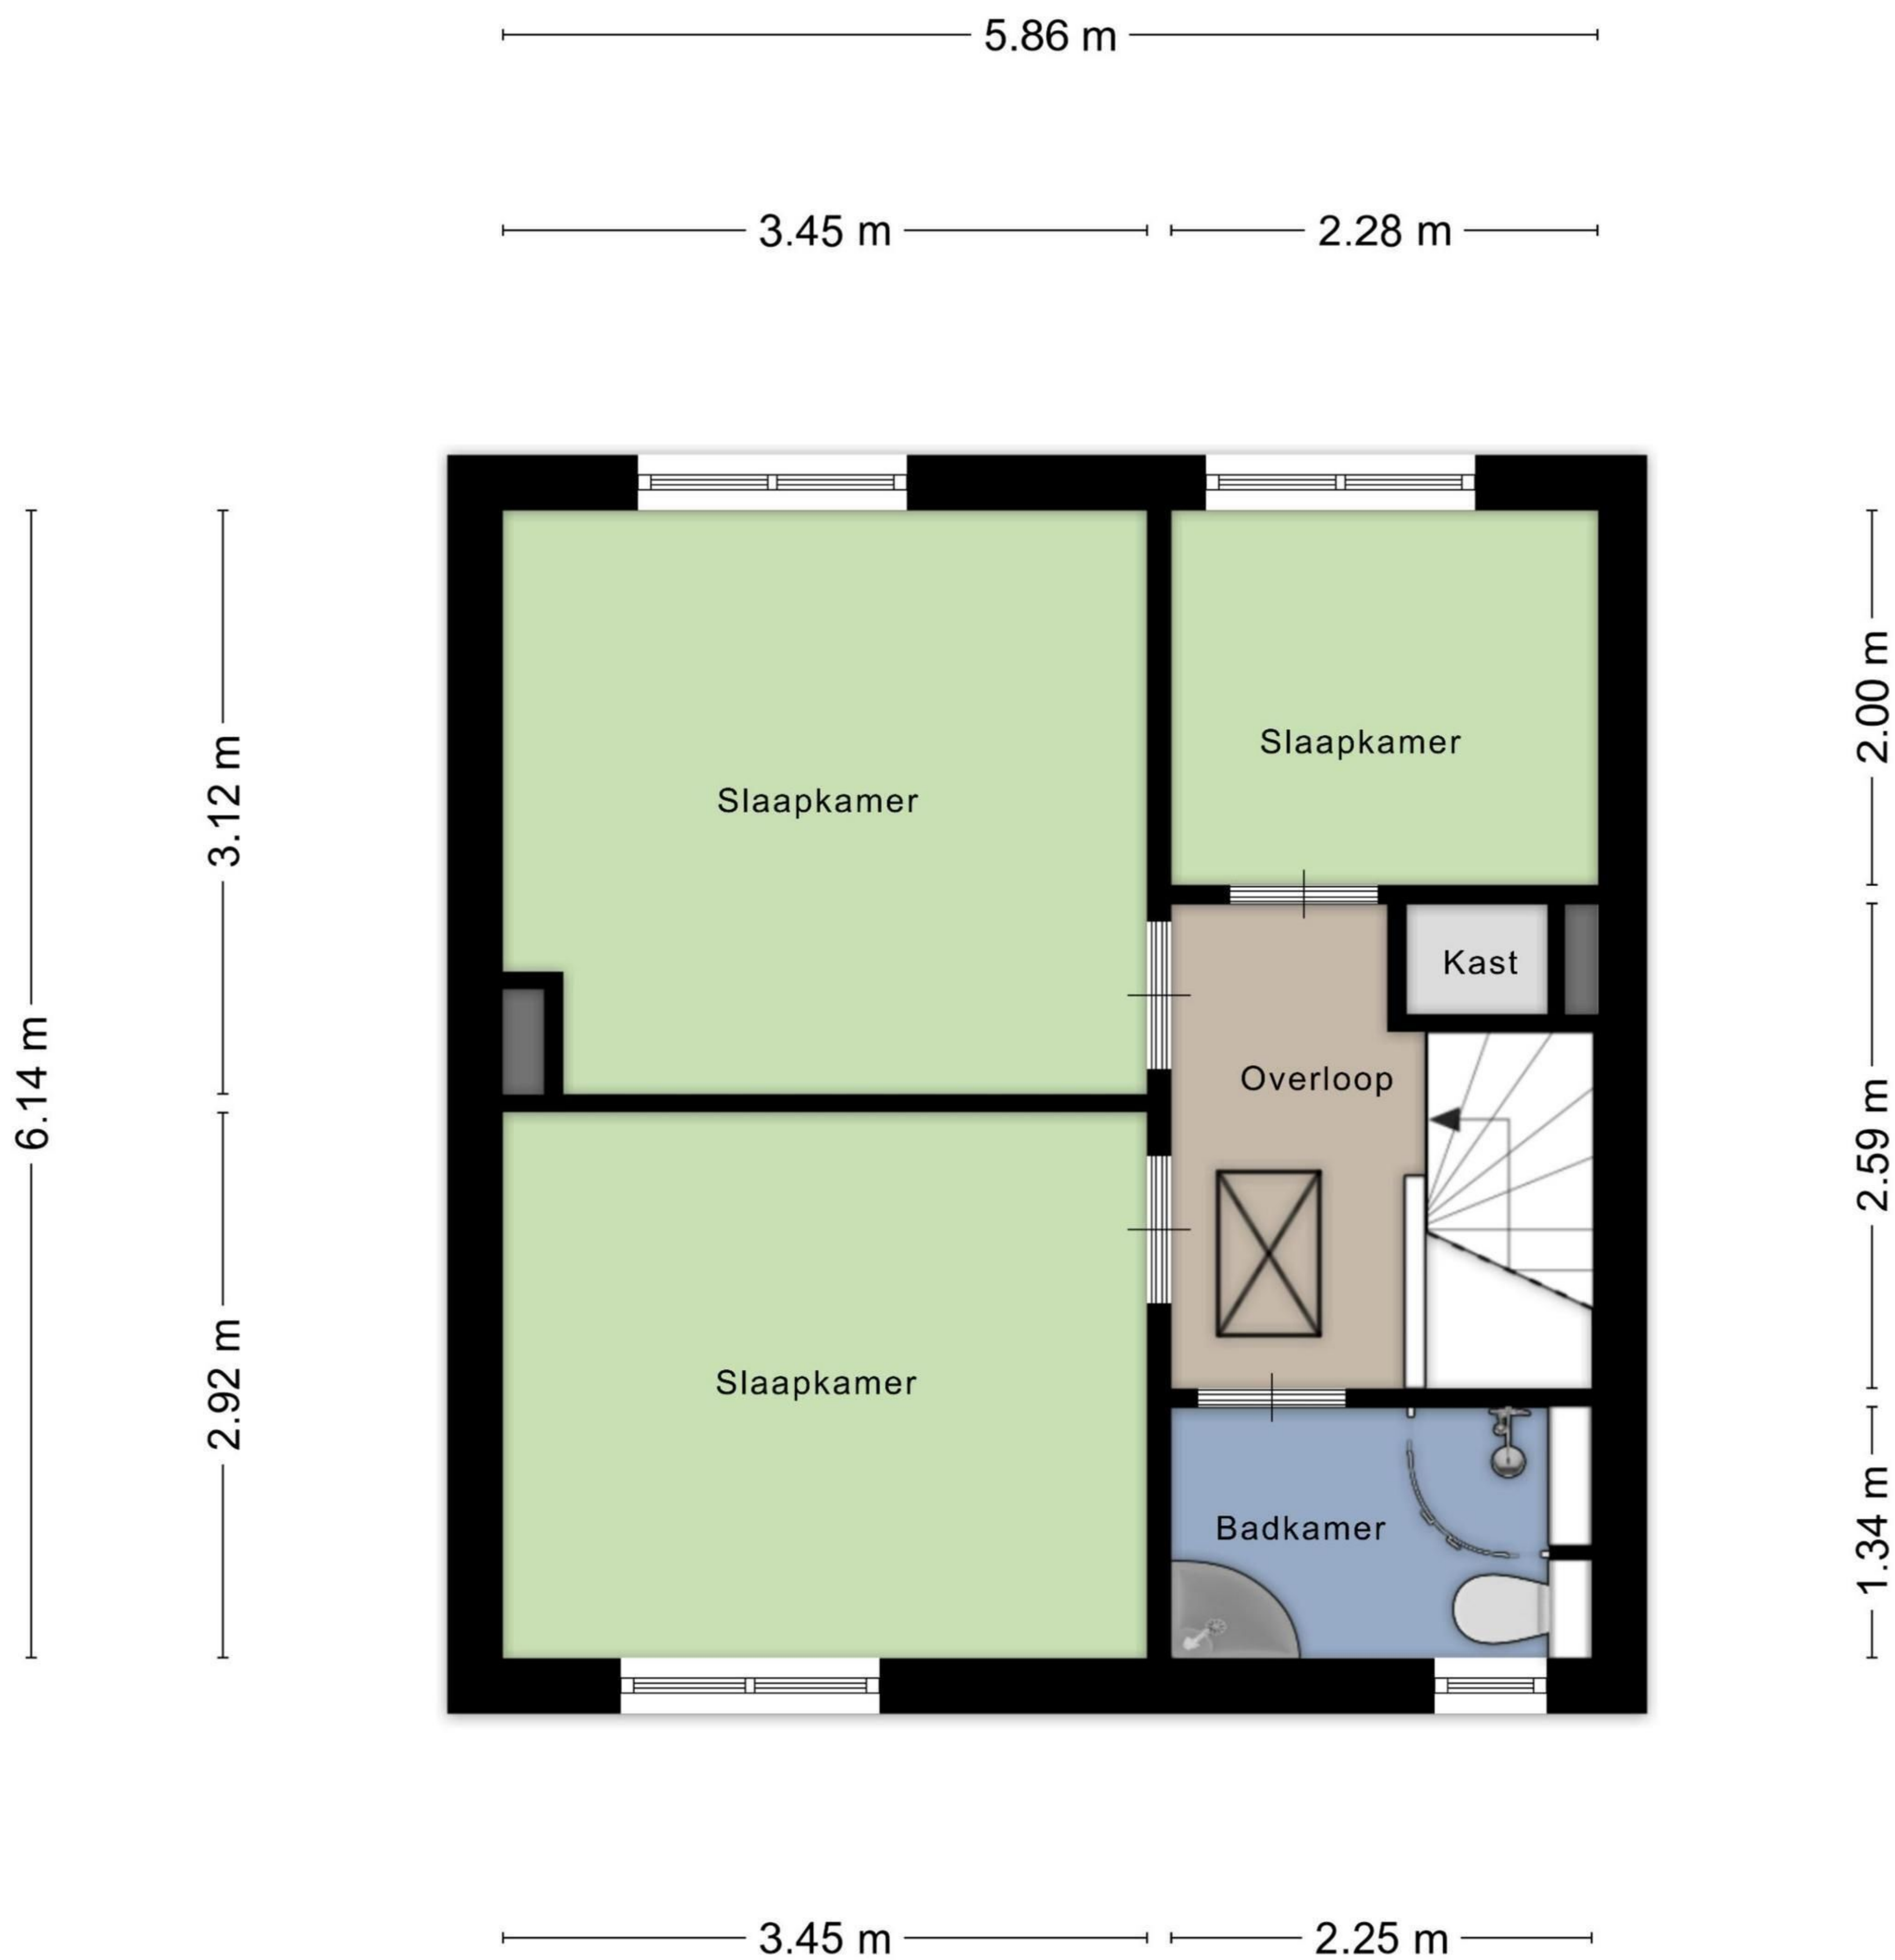 5.86 m
3.45 m
2.28 m
Slaapkamer
Slaapkamer
Kast
Overloop
Slaapkamer
Badkamer
6.14 m
3.12 m
2.92 m
2.00 m
2.59 m
1.34 m
3.45 m
2.25 m